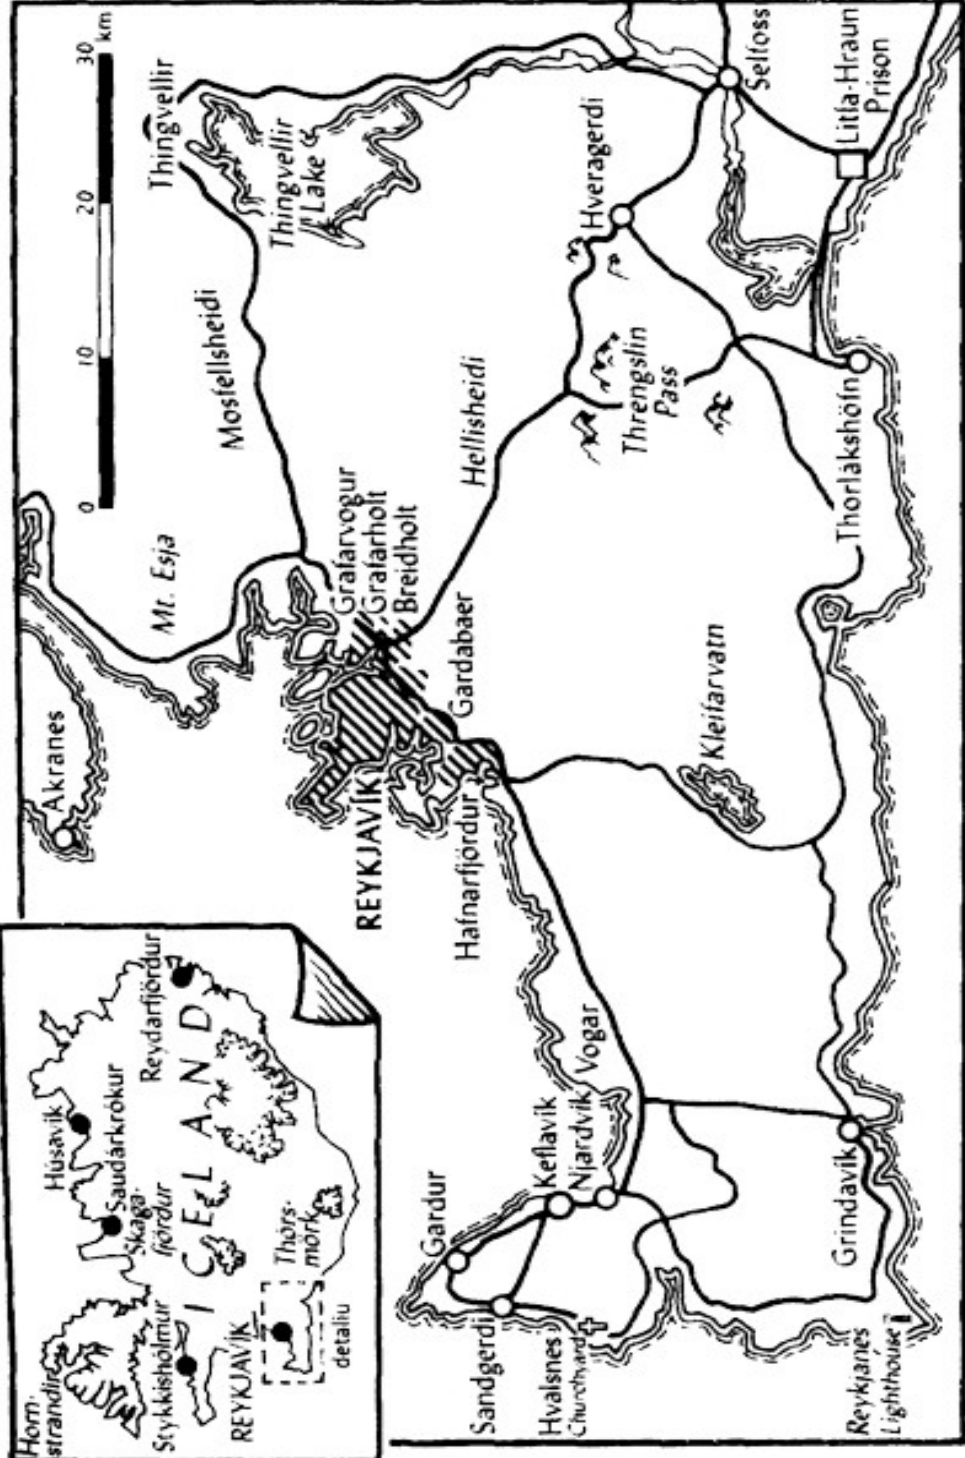 Horn-
strandir
Húsavík
Saudárkrókur
Skaga-
fjördur
Reydarfjördur
Stykkishólmur
ICELAND
REYKJAVÍK
Thórs-
mörk
detaliu
Akranes
Mt. Esja
0 10 20 30 km
Mosfellsheidi
Thingvellir
Thingvellir
Lake
REYKJAVÍK
Grafarvogur
Grafarholt
Breidholt
Gardabaer
Hafnarfjördur
Hellisheidi
Hveragerdi
Selfoss
Threngslin
Pass
Litla-Hraun
Prison
Thorlákshöfn
Kleifarvatn
Vogar
Gardur
Keflavík
Njardvík
Sandgerdi
Hvalsnes
Churchyard
Grindavík
Reykjanes
Lighthouse